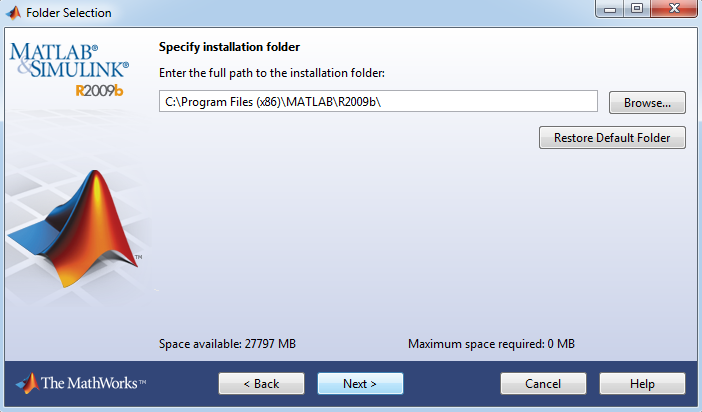 Folder Selection
MATLAB®
&SIMULINK®
R2009b
Specify installation folder
Enter the full path to the installation folder:
C:\Program Files (x86)\MATLAB\R2009b\
Browse...
Restore Default Folder
TM
Space available: 27797 MB
Maximum space required: 0 MB
The MathWorks™
< Back
Next >
Cancel
Help